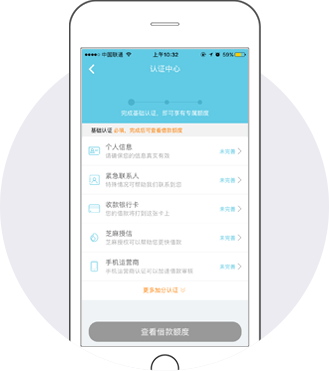 中国联通 上午10:32 59%
认证中心
完成基础认证，即可享有专属额度
基础认证 必填，完成后可查看借款额度
个人信息
请确保您的信息真实有效
未完善
紧急联系人
特殊情况可帮助我们联系到您
未完善
收款银行卡
您的借款将打到这张卡上
未完善
芝麻授信
芝麻授权可以帮助您更快借款
未完善
手机运营商
手机运营商认证可以加速借款审核
未完善
更多加分认证
查看借款额度